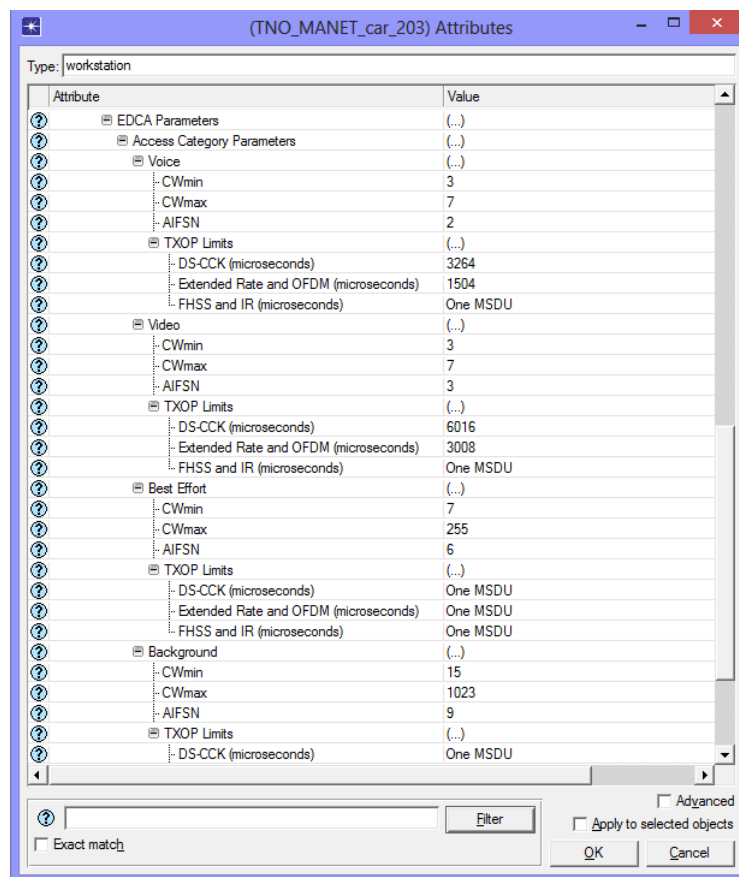 (TNO_MANET_car_203) Attributes
Type: workstation
Attribute Value
EDCA Parameters (...)
Access Category Parameters (...)
Voice (...)
CWmin 3
CWmax 7
AIFSN 2
TXOP Limits (...)
DS-CCK (microseconds) 3264
Extended Rate and OFDM (microseconds) 1504
FHSS and IR (microseconds) One MSDU
Video (...)
CWmin 3
CWmax 7
AIFSN 3
TXOP Limits (...)
DS-CCK (microseconds) 6016
Extended Rate and OFDM (microseconds) 3008
FHSS and IR (microseconds) One MSDU
Best Effort (...)
CWmin 7
CWmax 255
AIFSN 6
TXOP Limits (...)
DS-CCK (microseconds) One MSDU
Extended Rate and OFDM (microseconds) One MSDU
FHSS and IR (microseconds) One MSDU
Background (...)
CWmin 15
CWmax 1023
AIFSN 9
TXOP Limits (...)
DS-CCK (microseconds) One MSDU
Advanced
Filter
Apply to selected objects
Exact match
OK Cancel